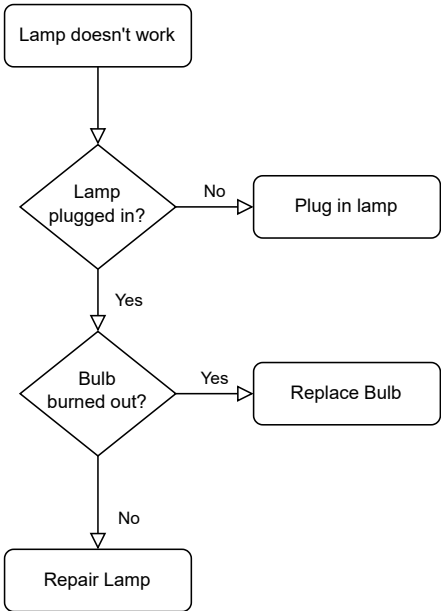 Lamp doesn't work
Lamp
plugged in?
No
Plug in lamp
Yes
Bulb
burned out?
Yes
Replace Bulb
No
Repair Lamp